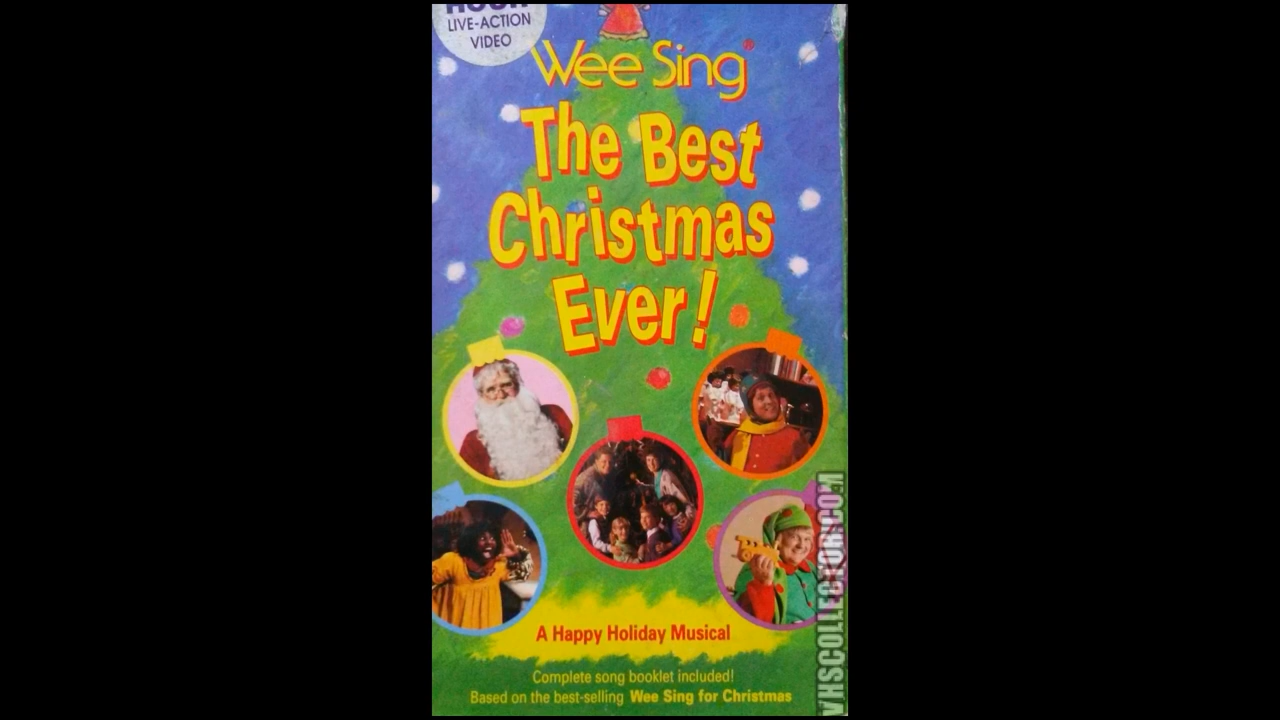 HOUR
LIVE-ACTION
VIDEO
Wee Sing®
The Best
Christmas
Ever!
A Happy Holiday Musical
Complete song booklet included!
Based on the best-selling Wee Sing for Christmas
VHSCOLLECTOR.COM